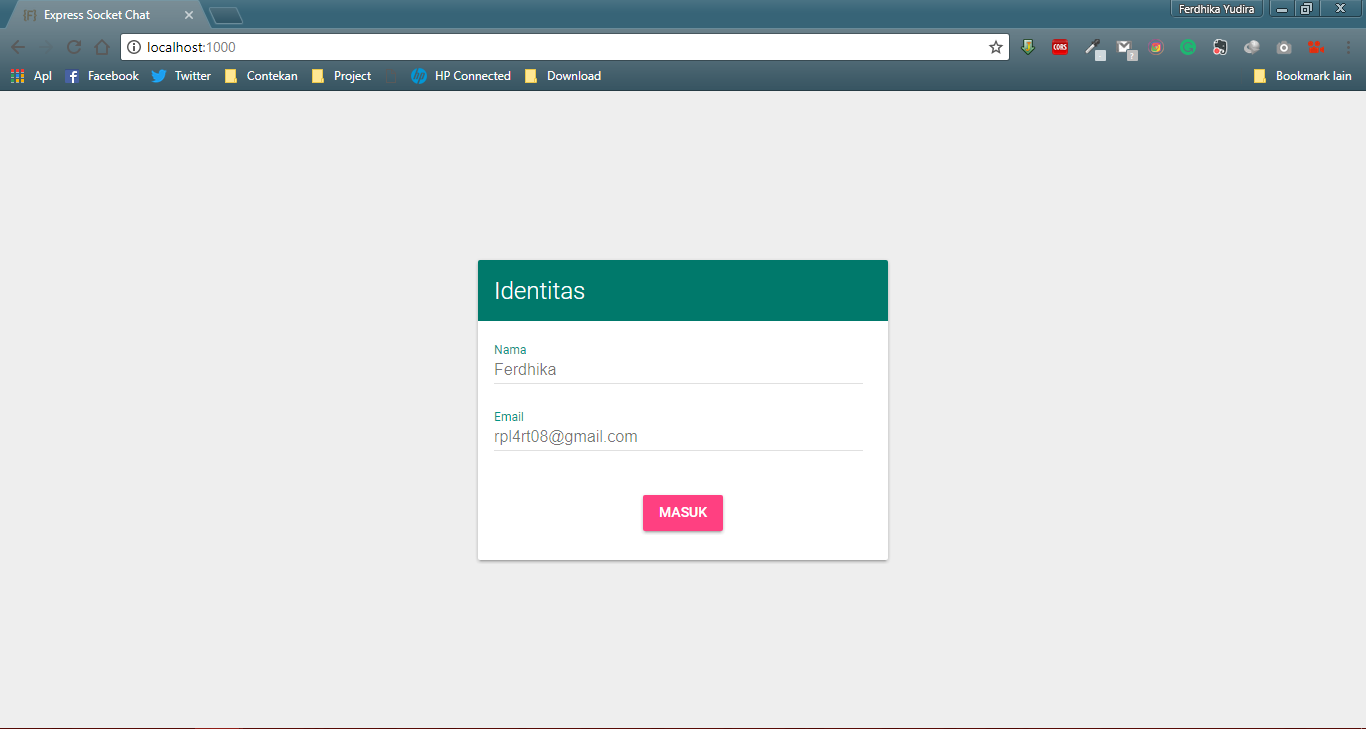 {F} Express Socket Chat
Ferdhika Yudira
localhost:1000
CORS
Apl Facebook Twitter Contekan Project HP Connected Download Bookmark lain
Identitas
Nama
Ferdhika
Email
rpl4rt08@gmail.com
MASUK